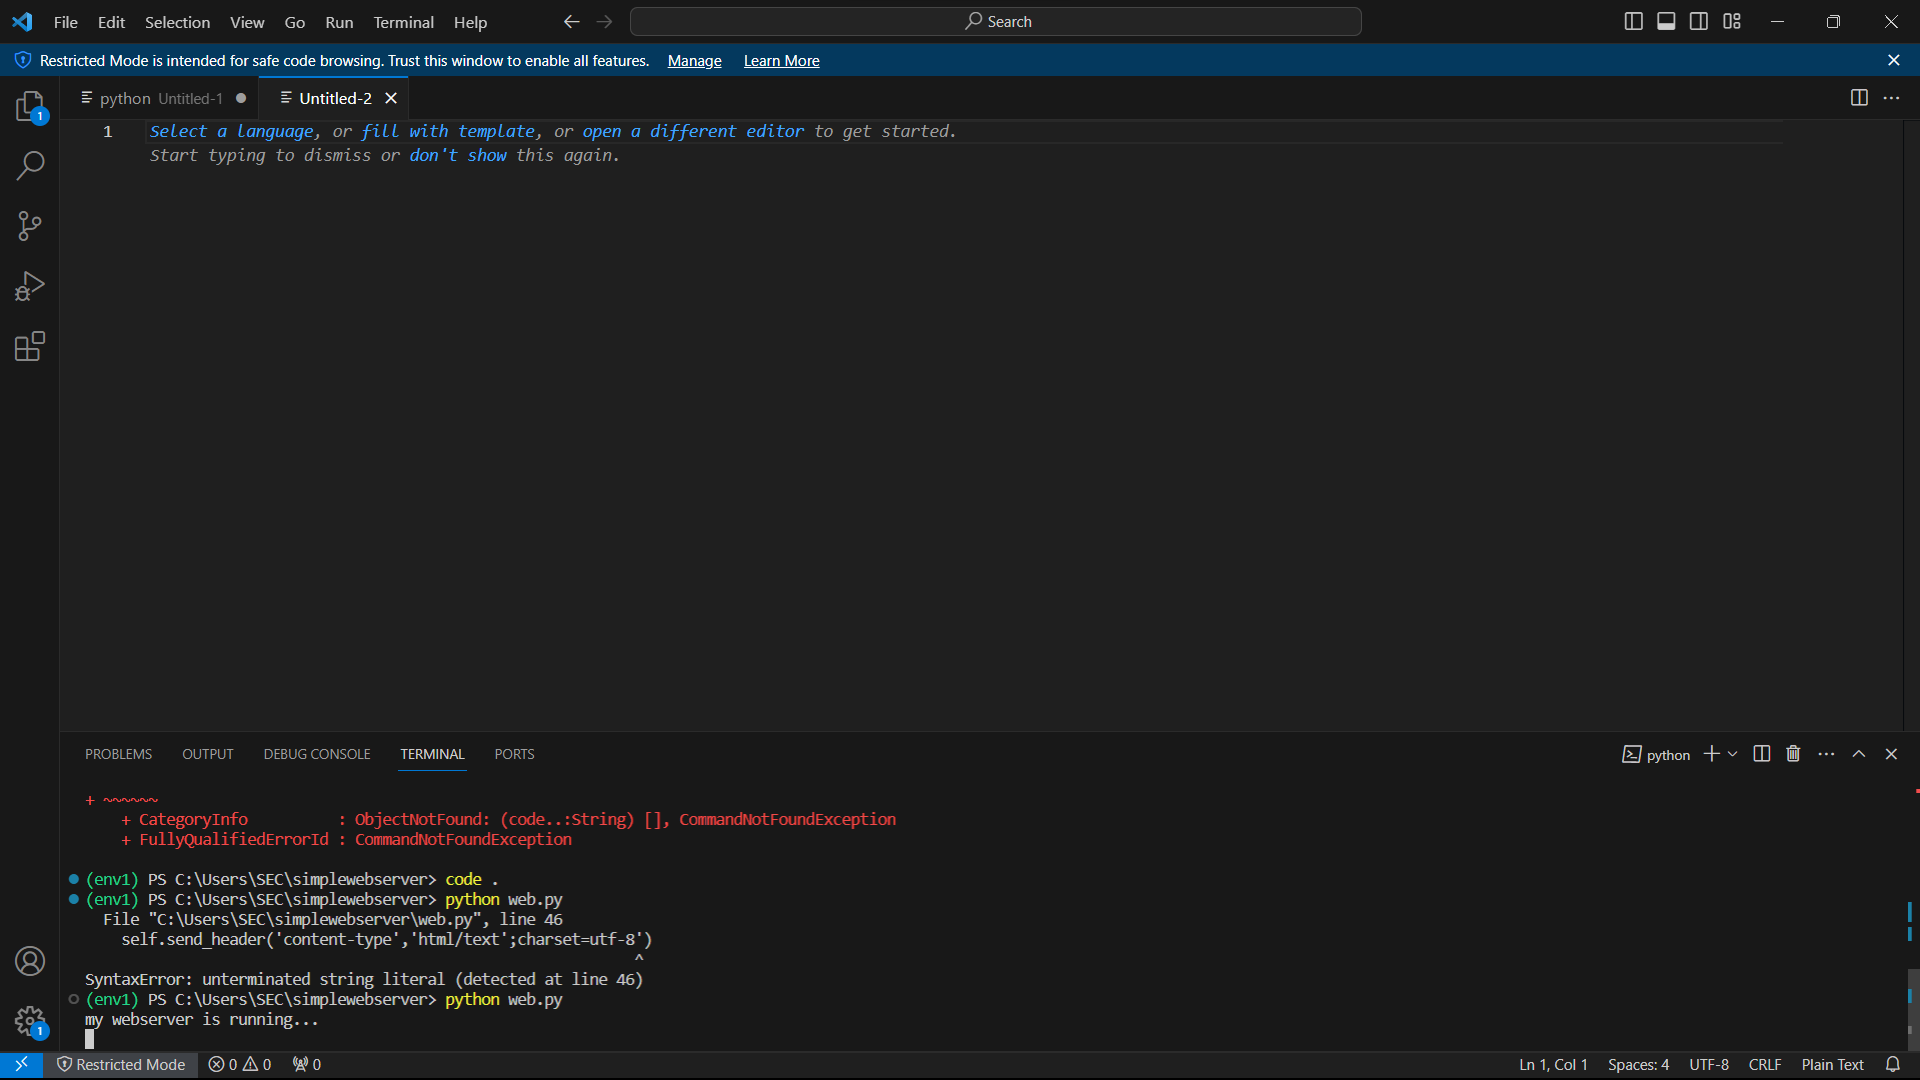 File Edit Selection View Go Run Terminal Help Search
Restricted Mode is intended for safe code browsing. Trust this window to enable all features. Manage Learn More
python Untitled-1 Untitled-2
1 Select a language, or fill with template, or open a different editor to get started.
Start typing to dismiss or don't show this again.
PROBLEMS OUTPUT DEBUG CONSOLE TERMINAL PORTS python
+ ~~~~~~
+ CategoryInfo : ObjectNotFound: (code..:String) [], CommandNotFoundException
+ FullyQualifiedErrorId : CommandNotFoundException
(env1) PS C:\Users\SEC\simplewebserver> code .
(env1) PS C:\Users\SEC\simplewebserver> python web.py
File "C:\Users\SEC\simplewebserver\web.py", line 46
self.send_header('content-type','html/text';charset=utf-8')
^
SyntaxError: unterminated string literal (detected at line 46)
(env1) PS C:\Users\SEC\simplewebserver> python web.py
my webserver is running...
1
1
Restricted Mode 0 0 0 Ln 1, Col 1 Spaces: 4 UTF-8 CRLF Plain Text